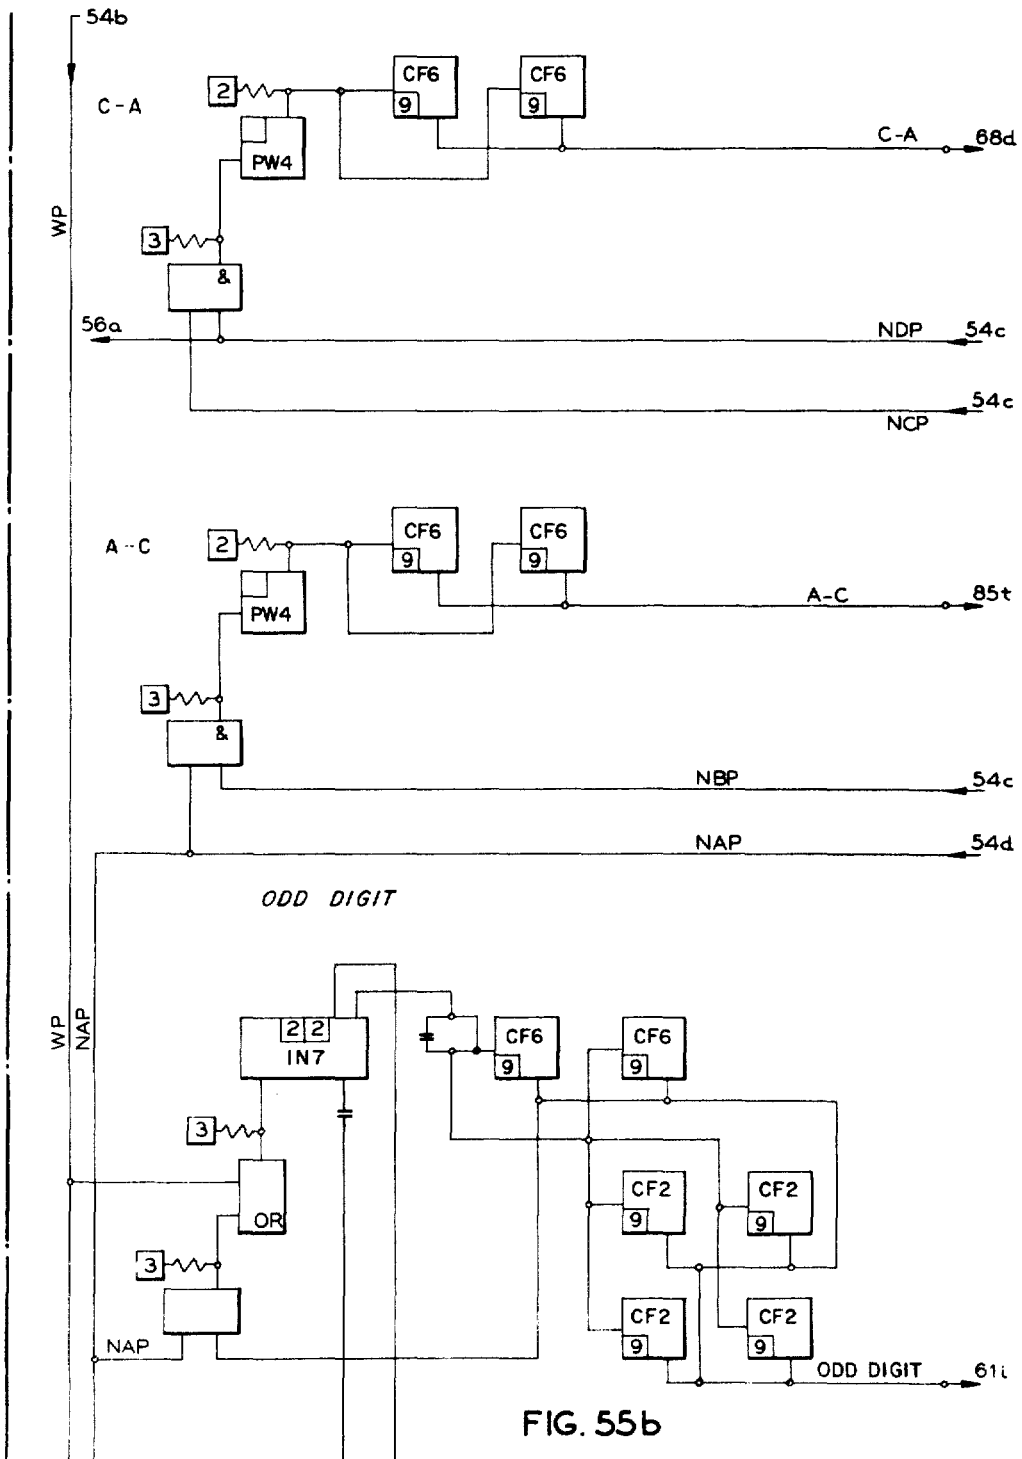 54b
C-A
2
CF6
9
CF6
9
PW4
C-A
68d
WP
3
&
56a
NDP
54c
54c
NCP
A-C
2
CF6
9
CF6
9
PW4
A-C
85t
3
&
NBP
54c
NAP
54d
ODD DIGIT
WP
NAP
2 2
IN7
CF6
9
CF6
9
3
OR
CF2
9
CF2
9
3
NAP
CF2
9
CF2
9
ODD DIGIT
61i
FIG. 55b